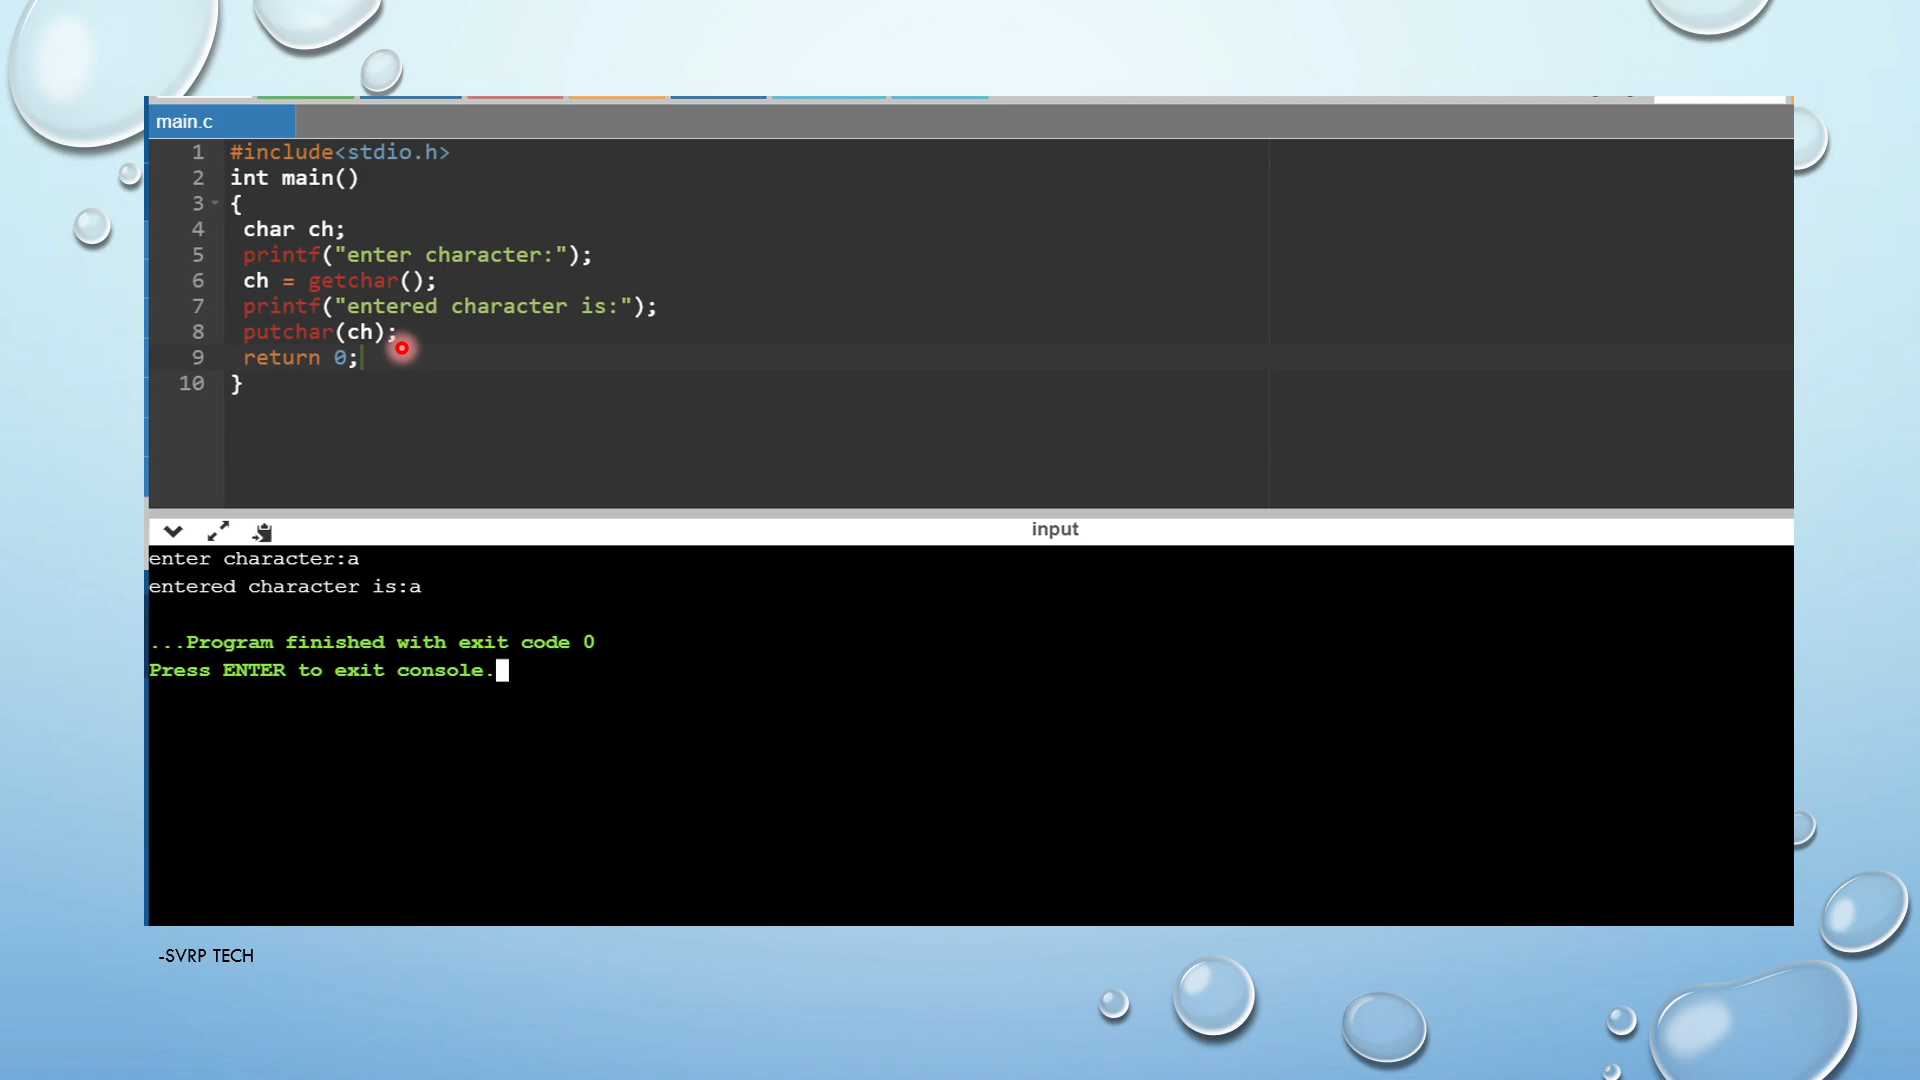 main.c
1 #include<stdio.h>
2 int main()
3 {
4 char ch;
5 printf("enter character:");
6 ch = getchar();
7 printf("entered character is:");
8 putchar(ch);
9 return 0;
10 }
input
enter character:a
entered character is:a
...Program finished with exit code 0
Press ENTER to exit console.
-SVRP TECH